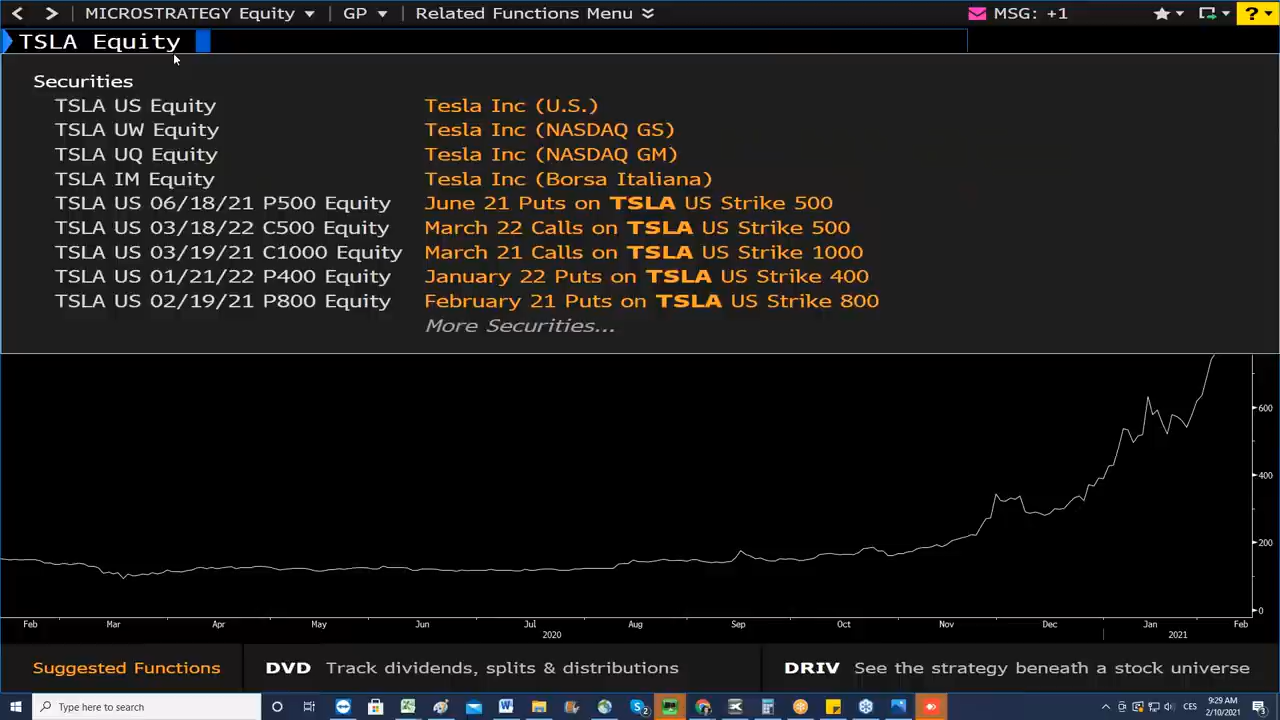 < > MICROSTRATEGY Equity GP Related Functions Menu MSG: +1 ?
TSLA Equity
Securities
TSLA US Equity Tesla Inc (U.S.)
TSLA UW Equity Tesla Inc (NASDAQ GS)
TSLA UQ Equity Tesla Inc (NASDAQ GM)
TSLA IM Equity Tesla Inc (Borsa Italiana)
TSLA US 06/18/21 P500 Equity June 21 Puts on TSLA US Strike 500
TSLA US 03/18/22 C500 Equity March 22 Calls on TSLA US Strike 500
TSLA US 03/19/21 C1000 Equity March 21 Calls on TSLA US Strike 1000
TSLA US 01/21/22 P400 Equity January 22 Puts on TSLA US Strike 400
TSLA US 02/19/21 P800 Equity February 21 Puts on TSLA US Strike 800
More Securities...
600
400
200
0
Feb Mar Apr May Jun Jul Aug Sep Oct Nov Dec Jan Feb
2020 2021
Suggested Functions DVD Track dividends, splits & distributions DRIV See the strategy beneath a stock universe
Type here to search CES 9:29 AM
2/10/2021